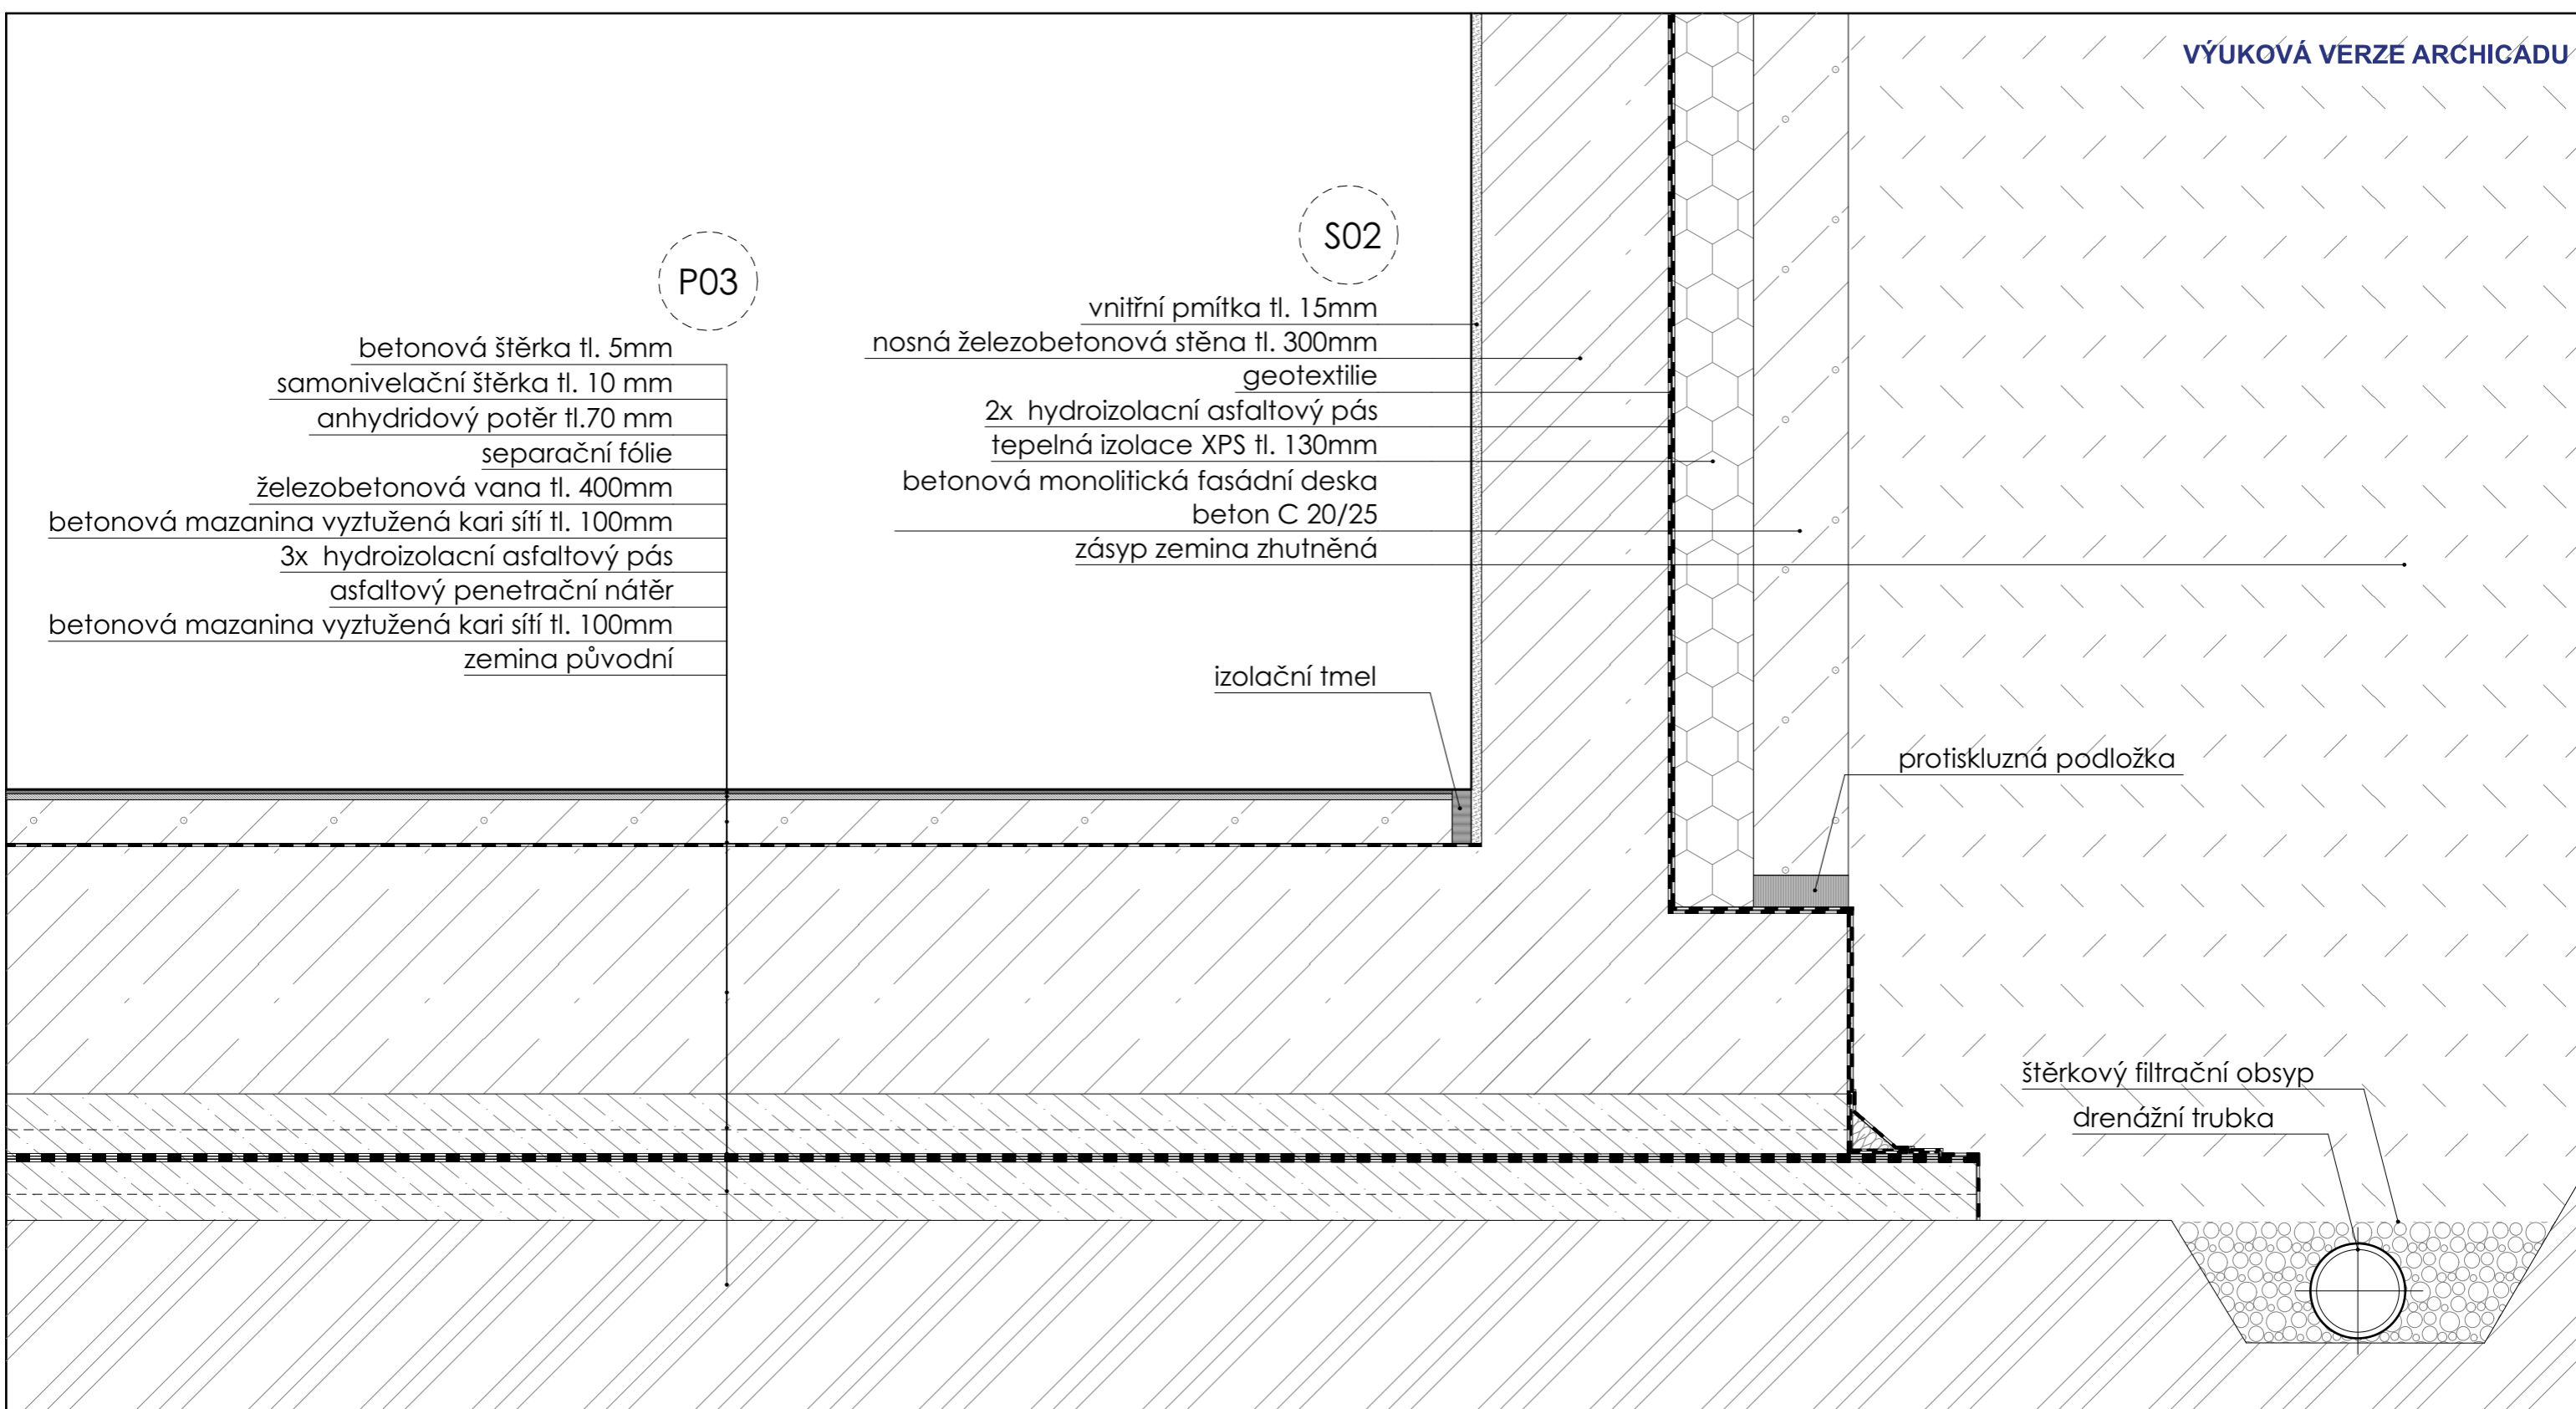 VÝUKOVÁ VERZE ARCHICADU
P03
betonová štěrka tl. 5mm
samonivelační štěrka tl. 10 mm
anhydridový potěr tl.70 mm
separační fólie
železobetonová vana tl. 400mm
betonová mazanina vyztužená kari sítí tl. 100mm
3x hydroizolacní asfaltový pás
asfaltový penetrační nátěr
betonová mazanina vyztužená kari sítí tl. 100mm
zemina původní
S02
vnitřní pmítka tl. 15mm
nosná železobetonová stěna tl. 300mm
geotextilie
2x hydroizolacní asfaltový pás
tepelná izolace XPS tl. 130mm
betonová monolitická fasádní deska
beton C 20/25
zásyp zemina zhutněná
izolační tmel
protiskluzná podložka
štěrkový filtrační obsyp
drenážní trubka